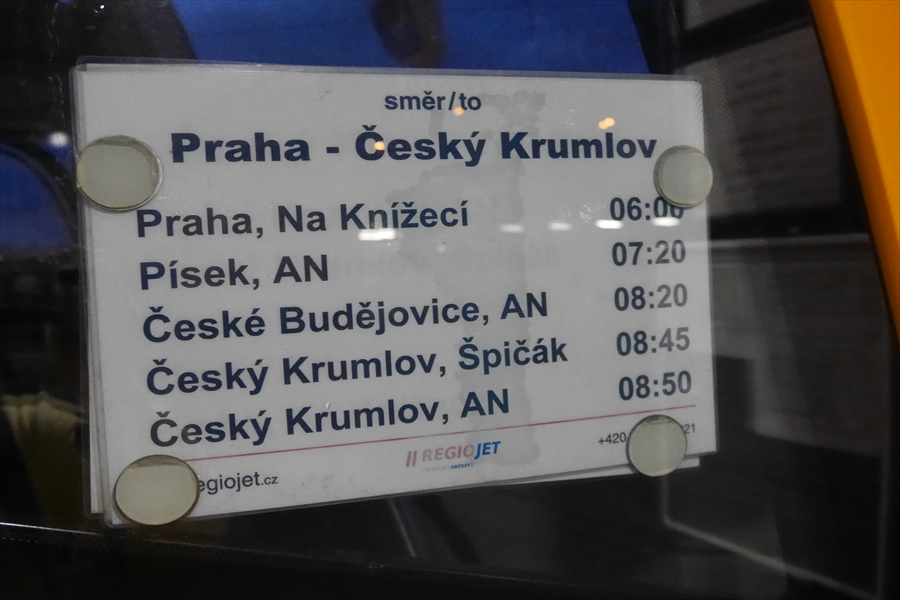 směr/to
Praha - Český Krumlov
Praha, Na Knížecí 06:00
Písek, AN 07:20
České Budějovice, AN 08:20
Český Krumlov, Špičák 08:45
Český Krumlov, AN 08:50
egiojet.cz
REGIOJET
+420
21